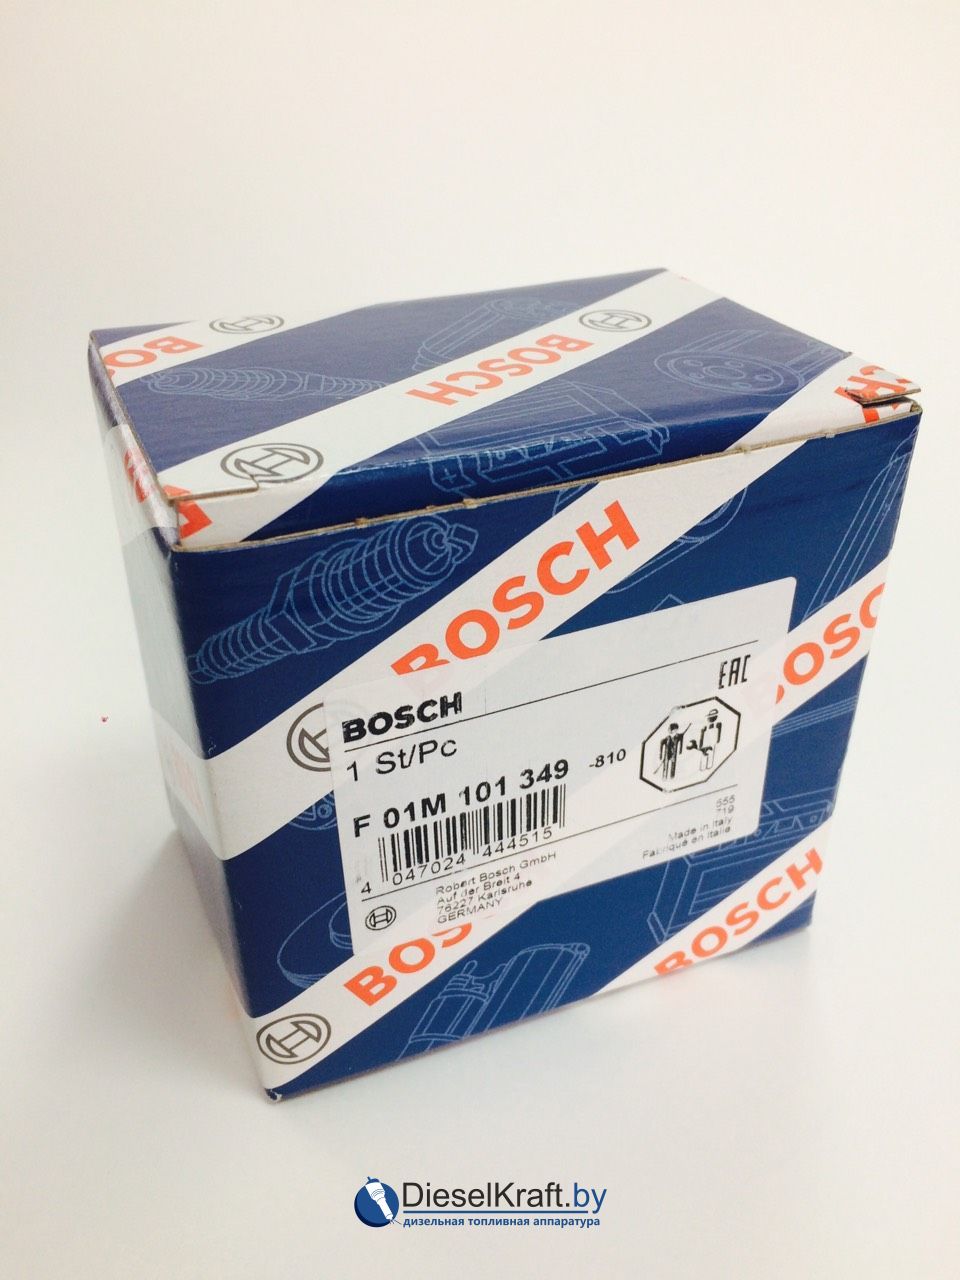 BOSCH
BOSCH
BOSCH
BOSCH
BOSCH
1 St/Pc
EAC
F 01M 101 349 -810
4 047024 444515
555
719
Made in Italy
Fabriqué en Italie
Robert Bosch GmbH
Auf der Breit 4
76227 Karlsruhe
GERMANY
BOSCH
BOSCH
DieselKraft.by
дизельная топливная аппаратура